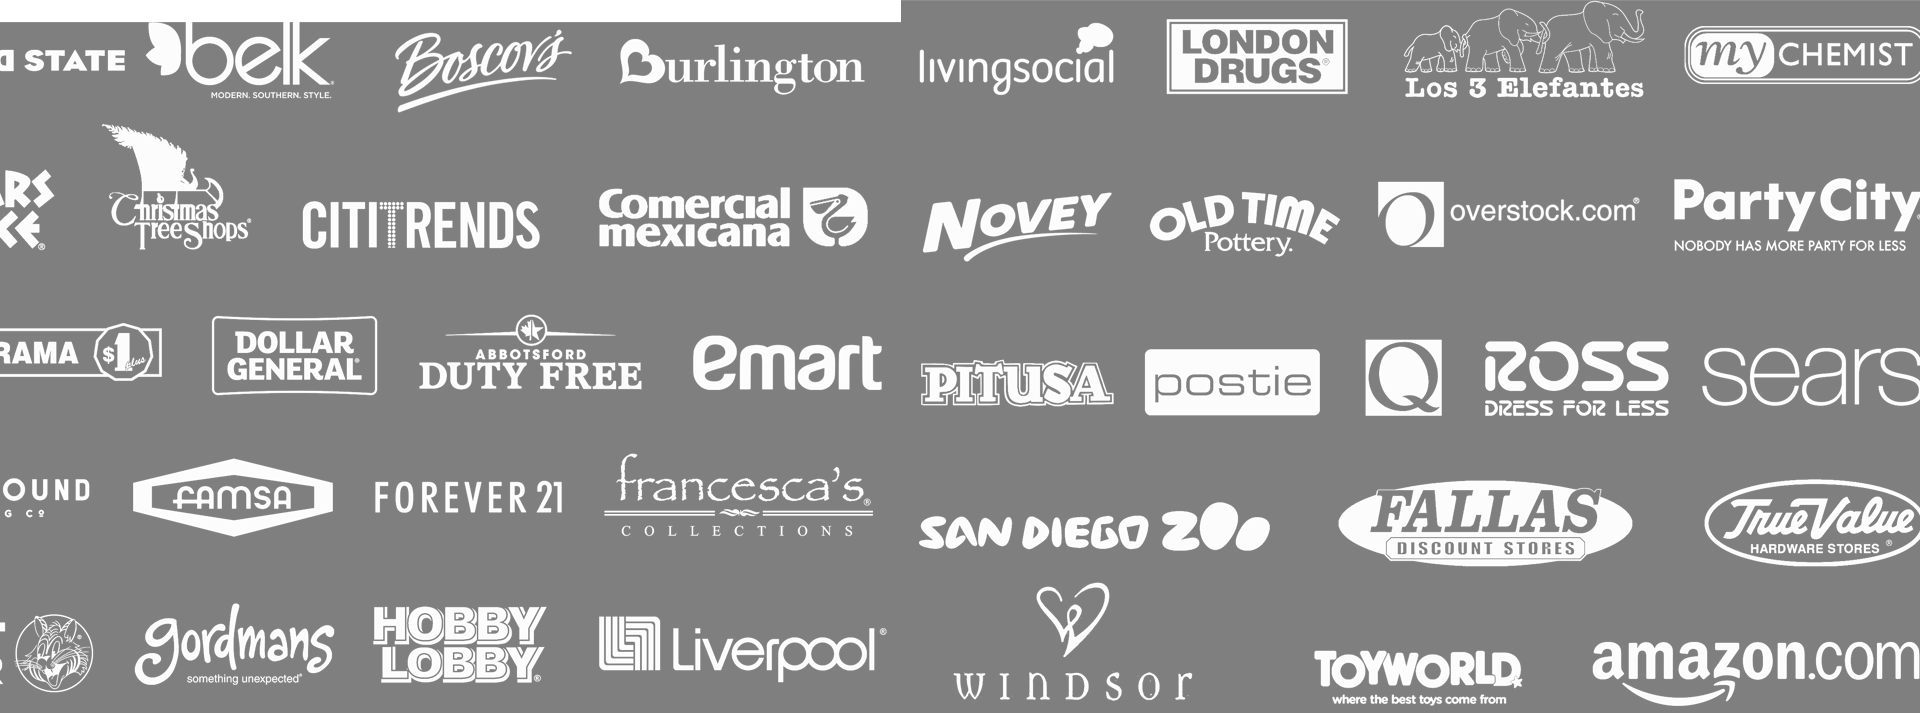 STATE
belk
MODERN. SOUTHERN. STYLE.
Boscov's
Burlington
livingsocial
LONDON
DRUGS®
Los 3 Elefantes
my CHEMIST
Christmas
Tree Shops®
CITITRENDS
Comercial
mexicana
NOVEY
OLD TIME
Pottery.
overstock.com®
Party City
NOBODY HAS MORE PARTY FOR LESS
RAMA $1 plus
DOLLAR
GENERAL®
ABBOTSFORD
DUTY FREE
emart
PITUSA
postie
Q
ROSS
DRESS FOR LESS
sears
OUND
G Cº
FAMSA
FOREVER 21
francesca's®
COLLECTIONS
SAN DIEGO ZOO
FALLAS
DISCOUNT STORES
True Value
HARDWARE STORES ®
gordmans
something unexpected®
HOBBY
LOBBY®
Liverpool®
WINDSOR
TOYWORLD
where the best toys come from
amazon.com